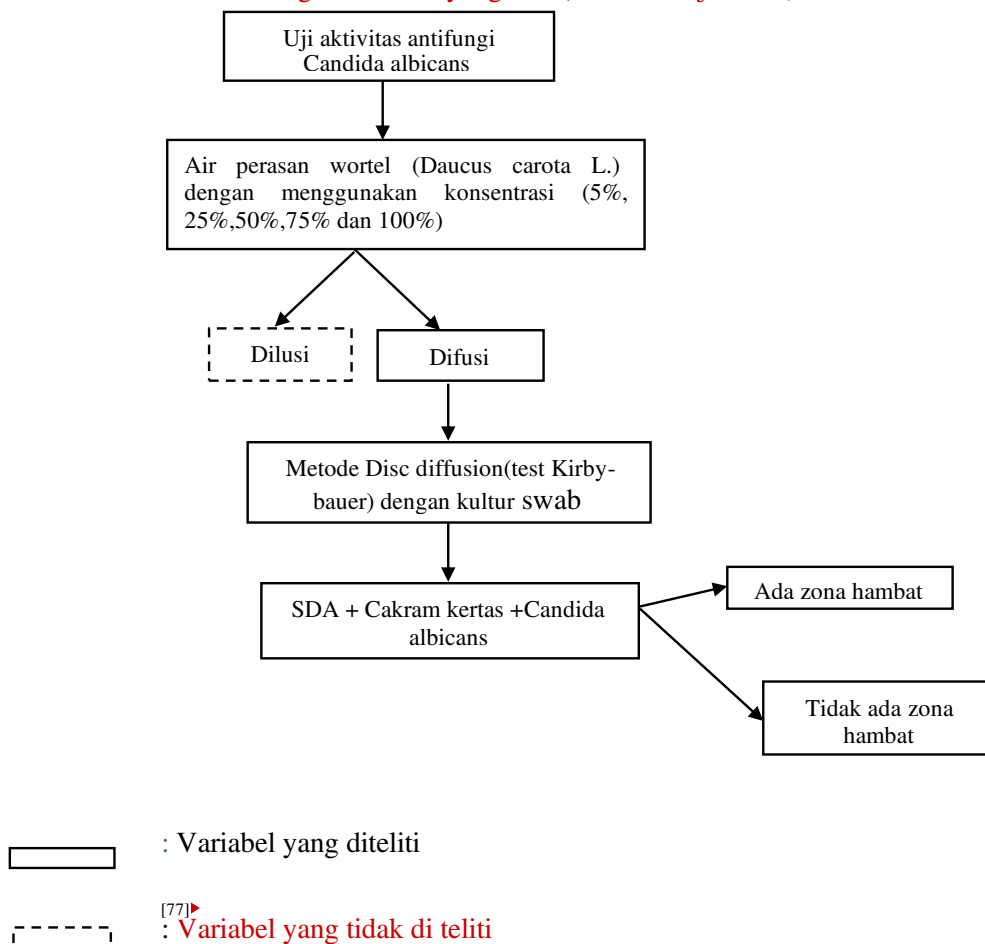 Uji aktivitas antifungi
Candida albicans
Air perasan wortel (Daucus carota L.)
dengan menggunakan konsentrasi (5%,
25%,50%,75% dan 100%)
Dilusi
Difusi
Metode Disc diffusion(test Kirby-
bauer) dengan kultur swab
SDA + Cakram kertas +Candida
albicans
Ada zona hambat
Tidak ada zona
hambat
: Variabel yang diteliti
[77]
: Variabel yang tidak di teliti